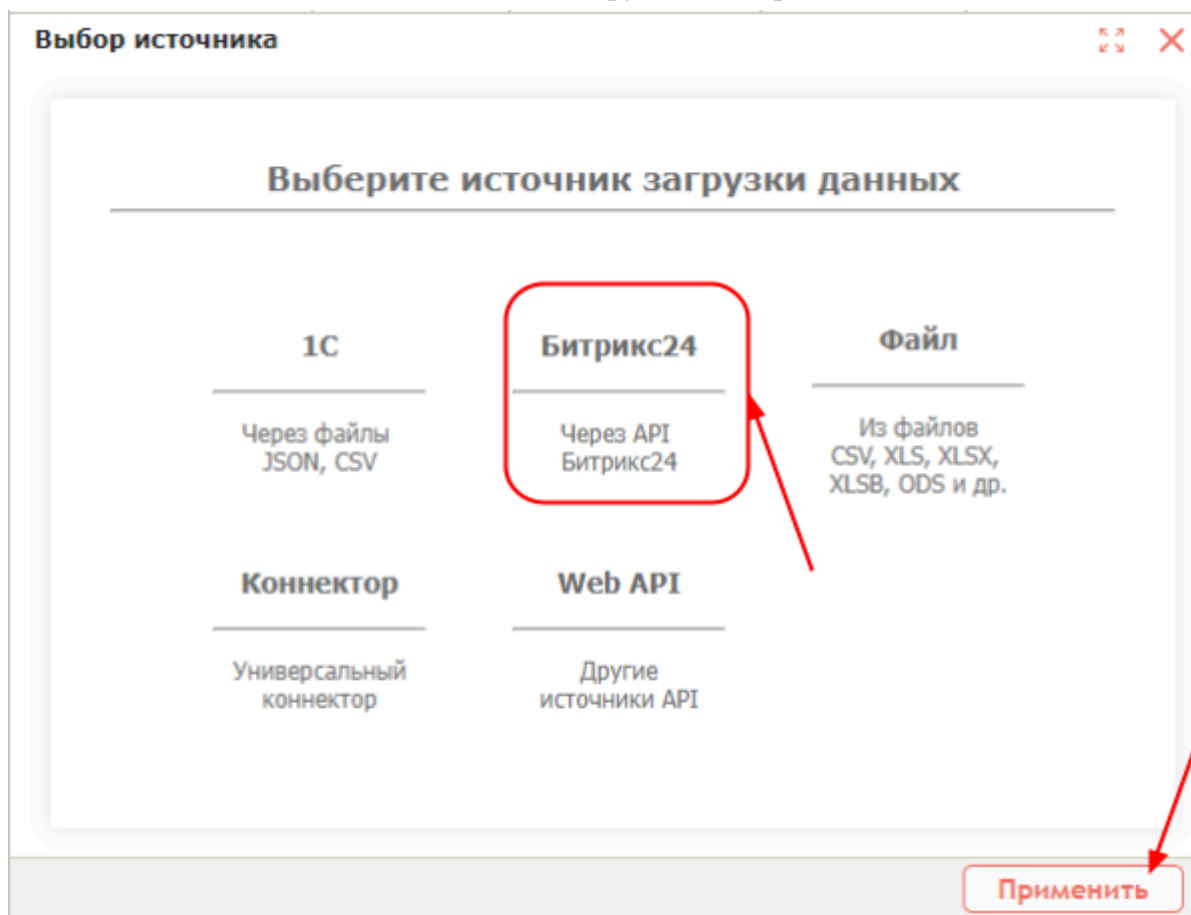 Выбор источника
Выберите источник загрузки данных
1С
Через файлы
JSON, CSV
Битрикс24
Через API
Битрикс24
Файл
Из файлов
CSV, XLS, XLSX,
XLSB, ODS и др.
Коннектор
Универсальный
коннектор
Web API
Другие
источники API
Применить